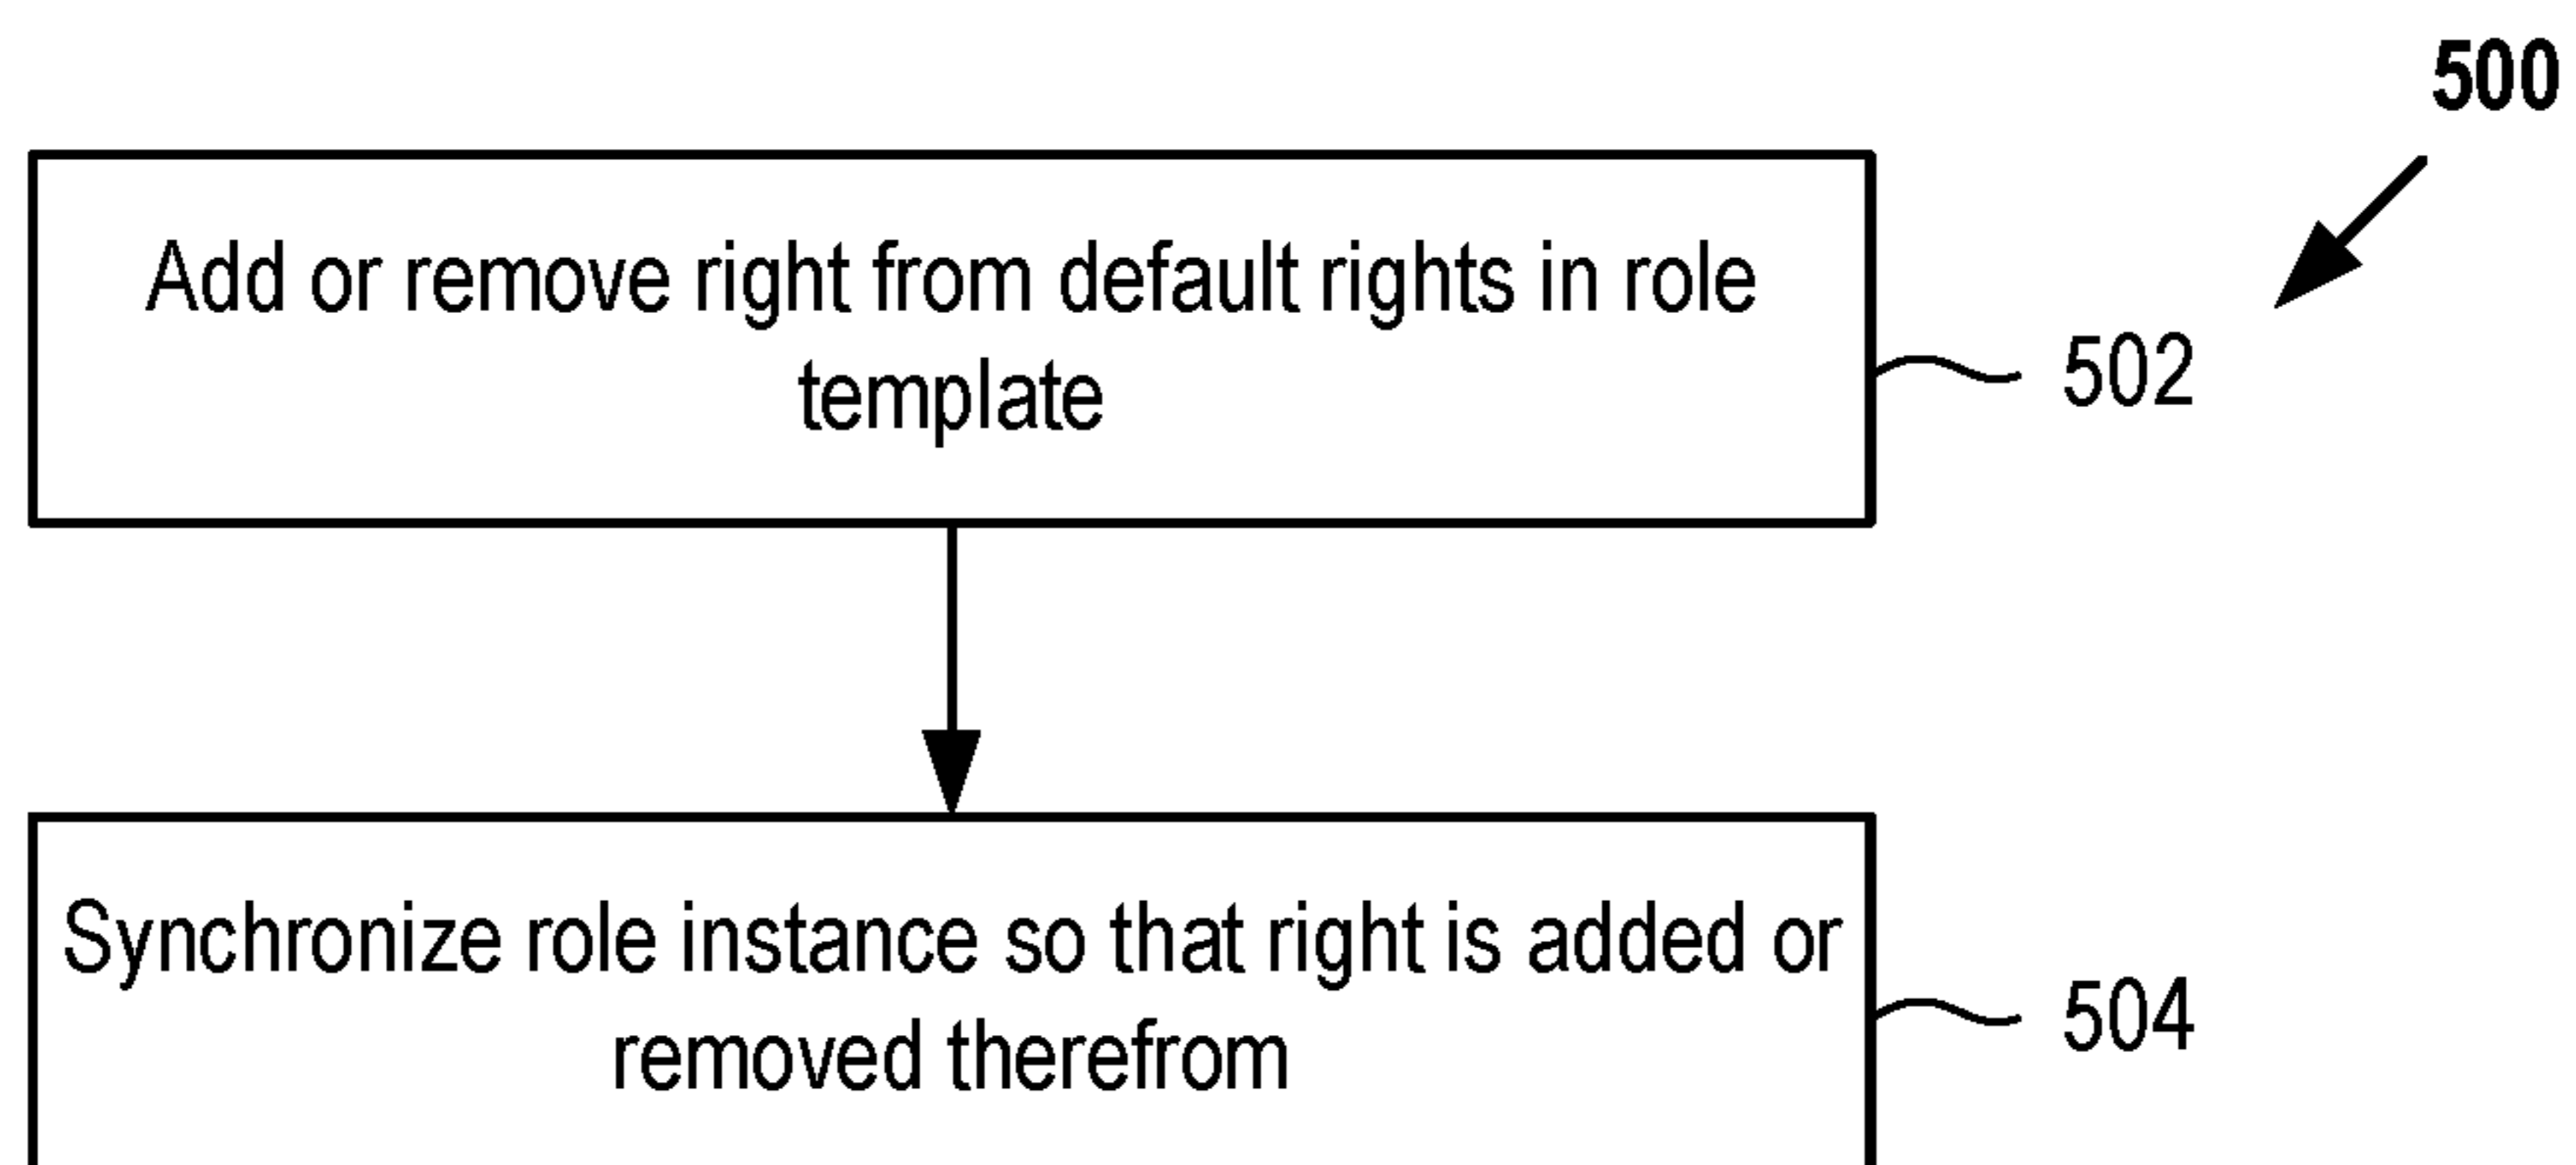 500
Add or remove right from default rights in role
template
502
Synchronize role instance so that right is added or
removed therefrom
504